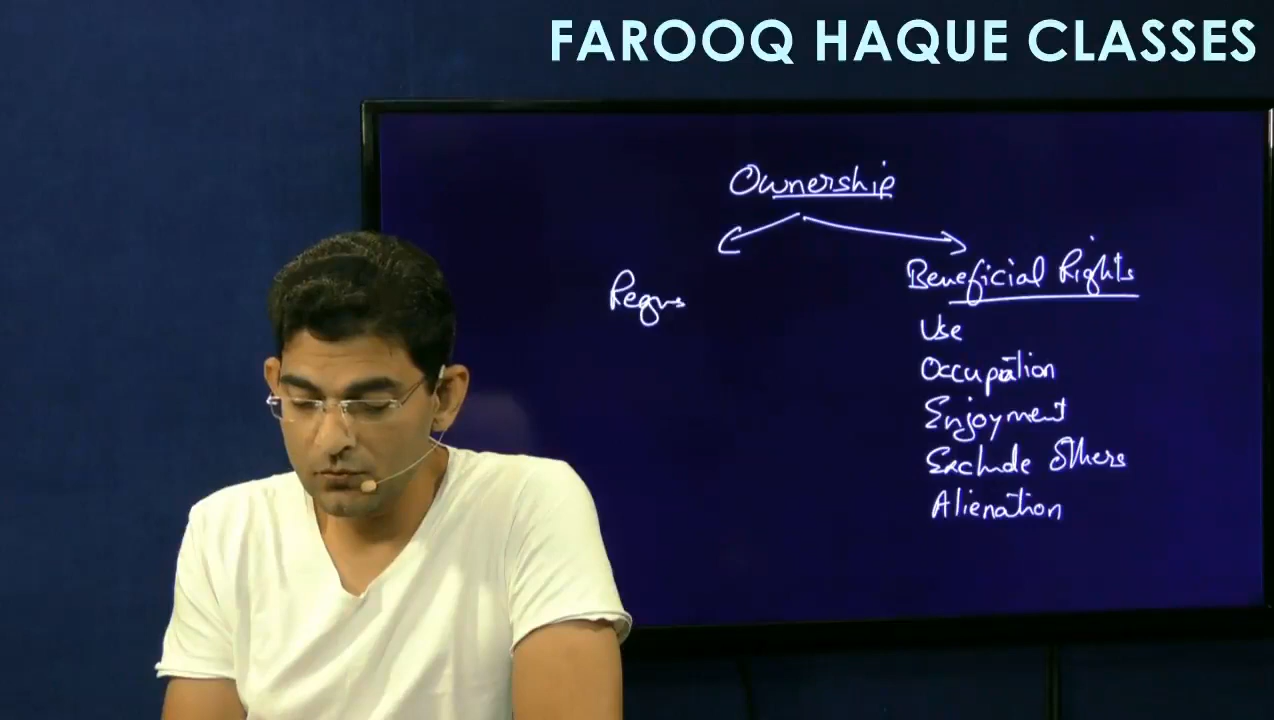 FAROOQ HAQUE CLASSES
Ownership
Beneficial Rights
Use
Occupation
Enjoyment
Exclude Others
Alienation